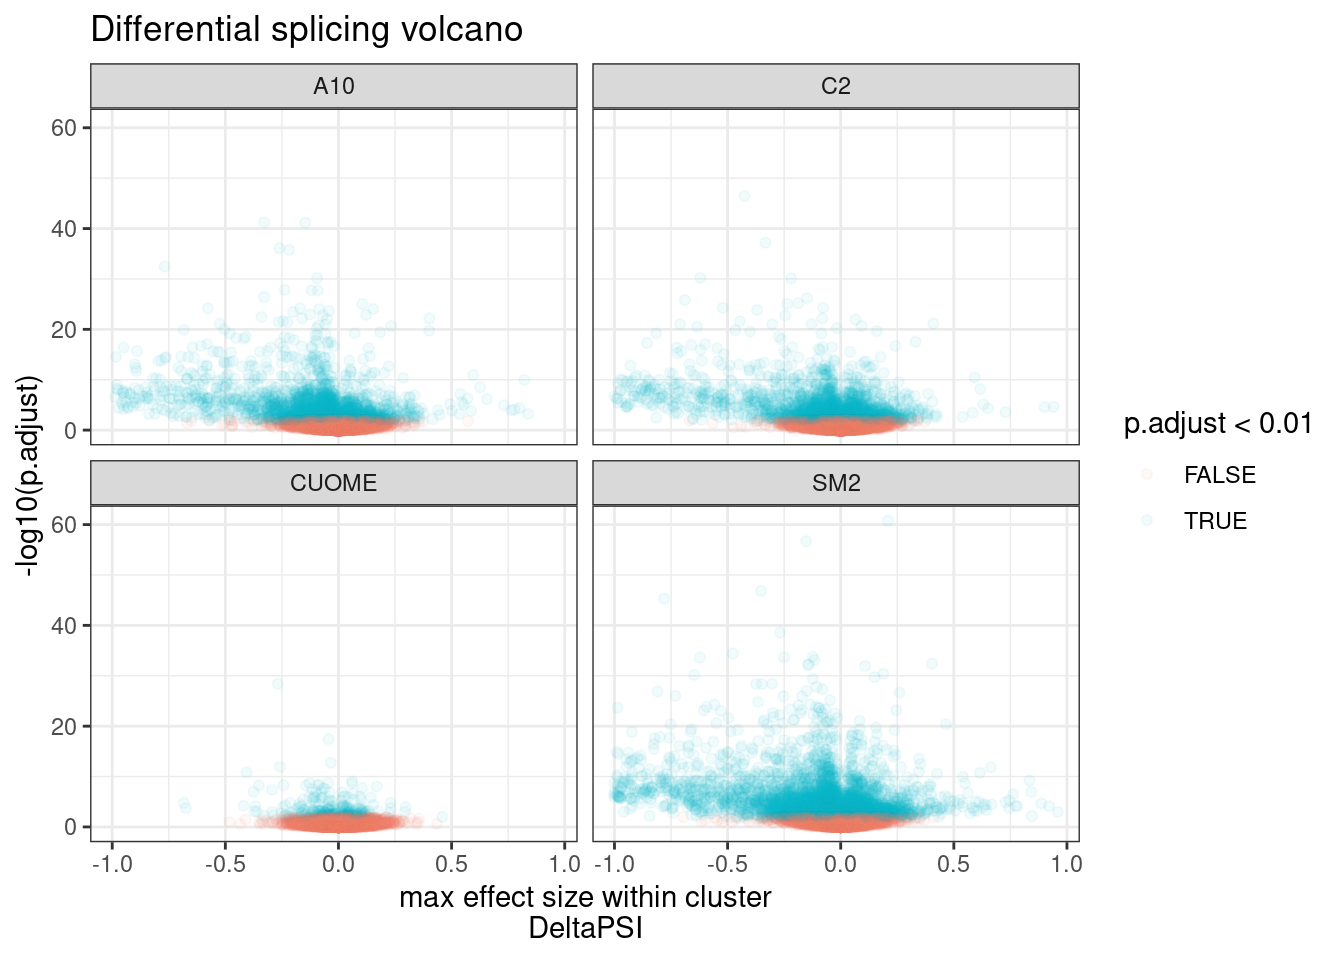 Differential splicing volcano
A10
C2
60
40
20
0
CUOME
SM2
60
40
20
0
-1.0 -0.5 0.0 0.5 1.0 -1.0 -0.5 0.0 0.5 1.0
max effect size within cluster
DeltaPSI
-log10(p.adjust)
p.adjust < 0.01
FALSE
TRUE